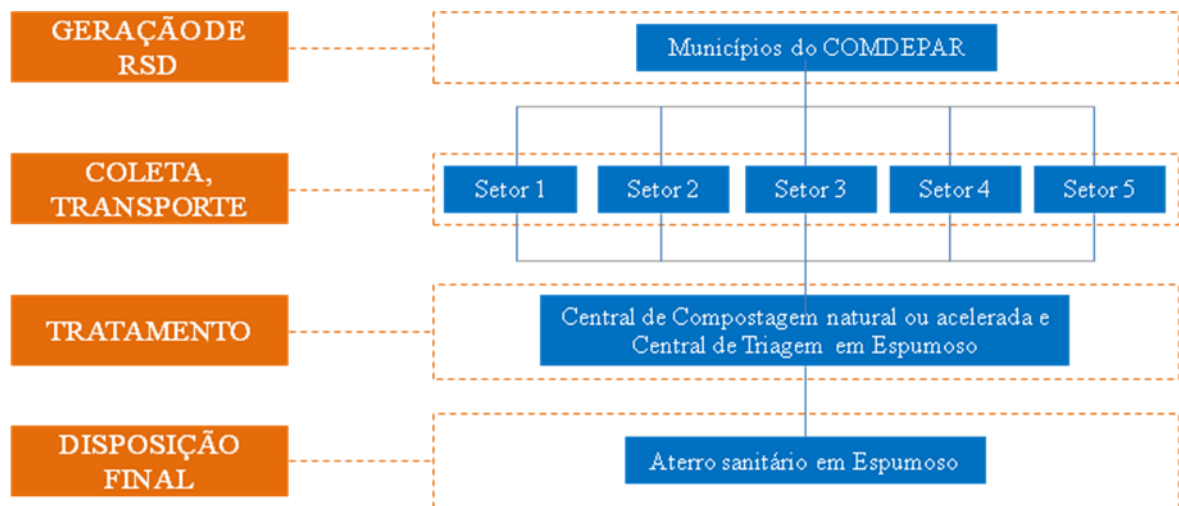 GERAÇÃO DE
RSD
Municípios do COMDEPAR
COLETA,
TRANSPORTE
Setor 1
Setor 2
Setor 3
Setor 4
Setor 5
TRATAMENTO
Central de Compostagem natural ou acelerada e
Central de Triagem em Espumoso
DISPOSIÇÃO
FINAL
Aterro sanitário em Espumoso